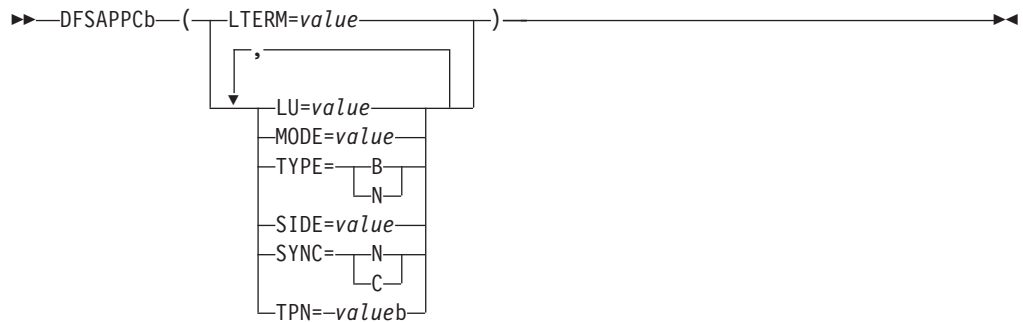 DFSAPPCb ( LTERM=value )
,
LU=value
MODE=value
TYPE= B
N
SIDE=value
SYNC= N
C
TPN= valueb